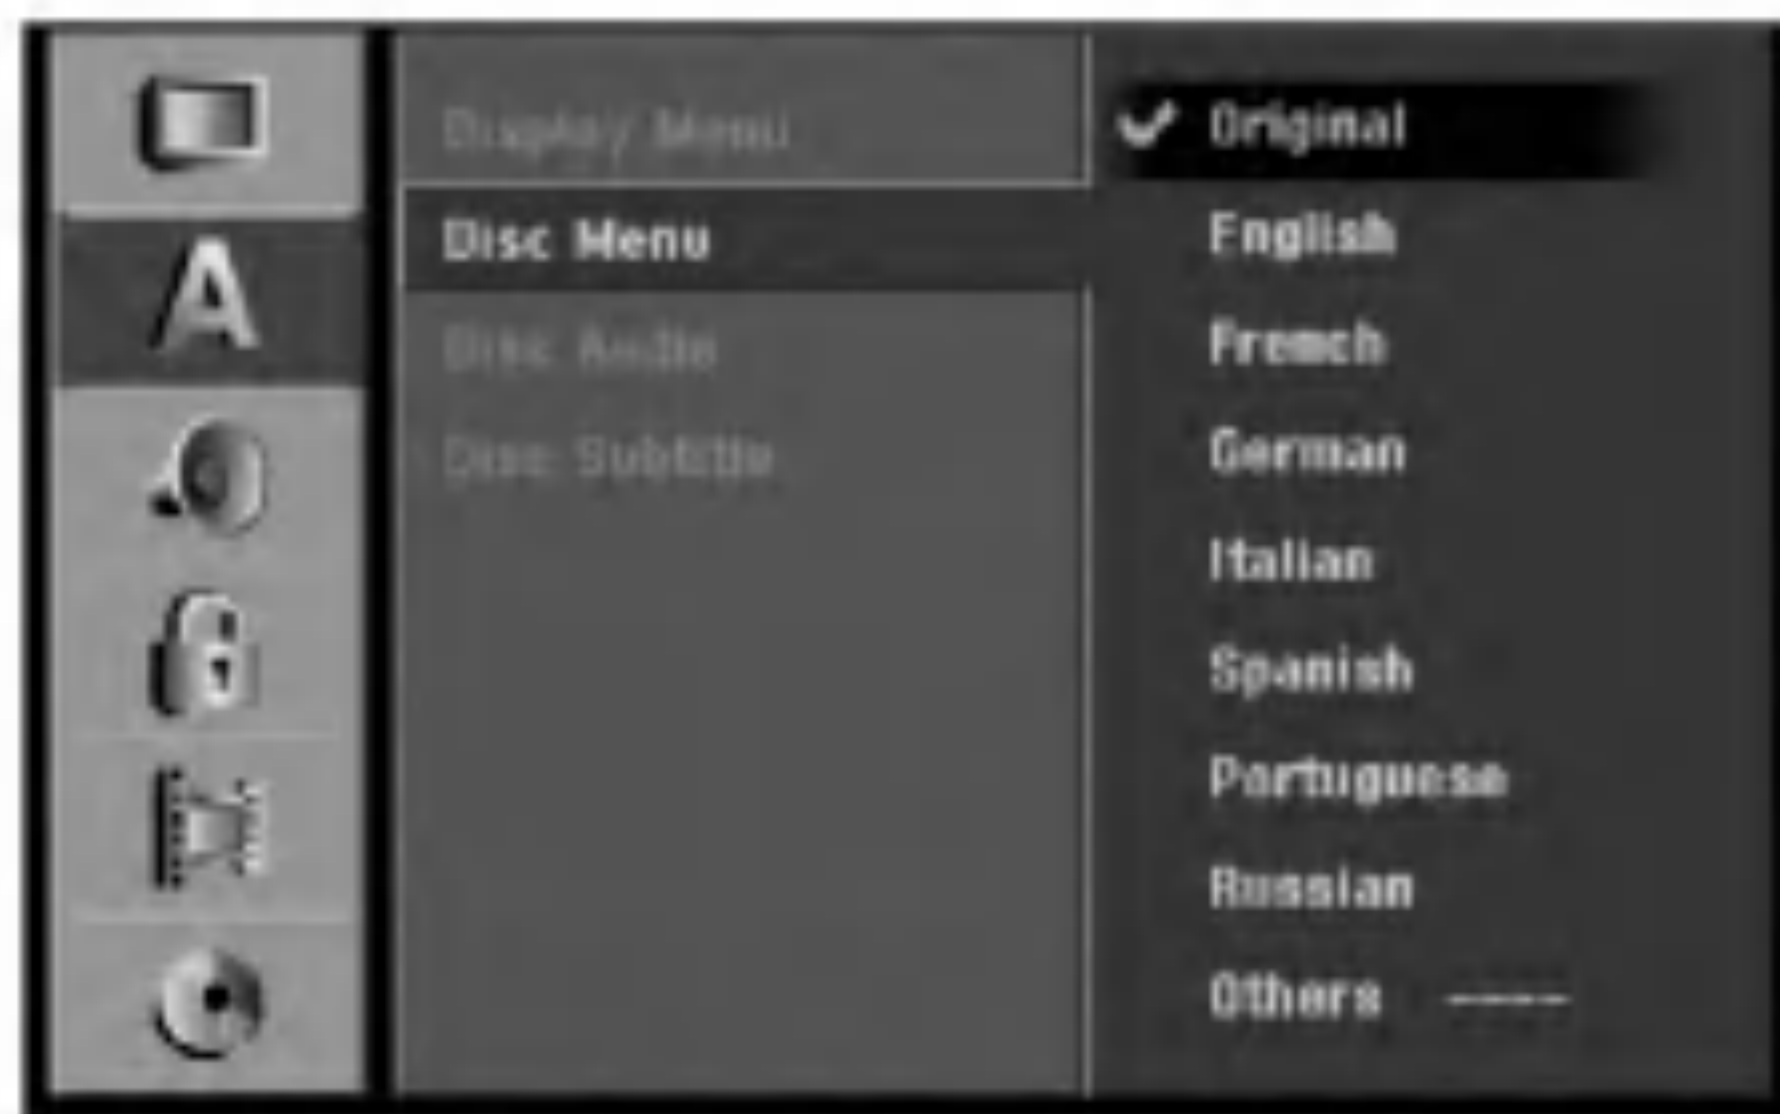 A
Display Menu
Disc Menu
Disc Audio
Disc Subtitle
Original
English
French
German
Italian
Spanish
Portuguese
Russian
Others ----